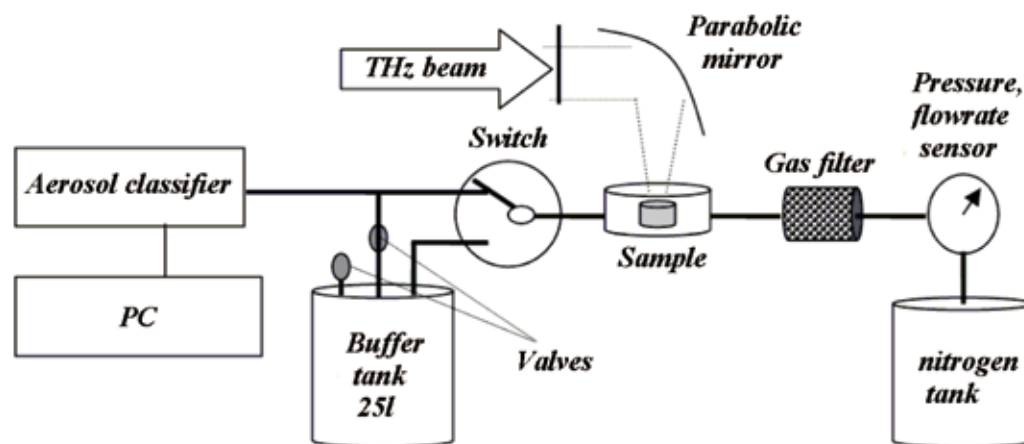 Parabolic
mirror
THz beam
Pressure,
flowrate
sensor
Switch
Gas filter
Aerosol classifier
Sample
PC
Buffer
tank
25l
Valves
nitrogen
tank